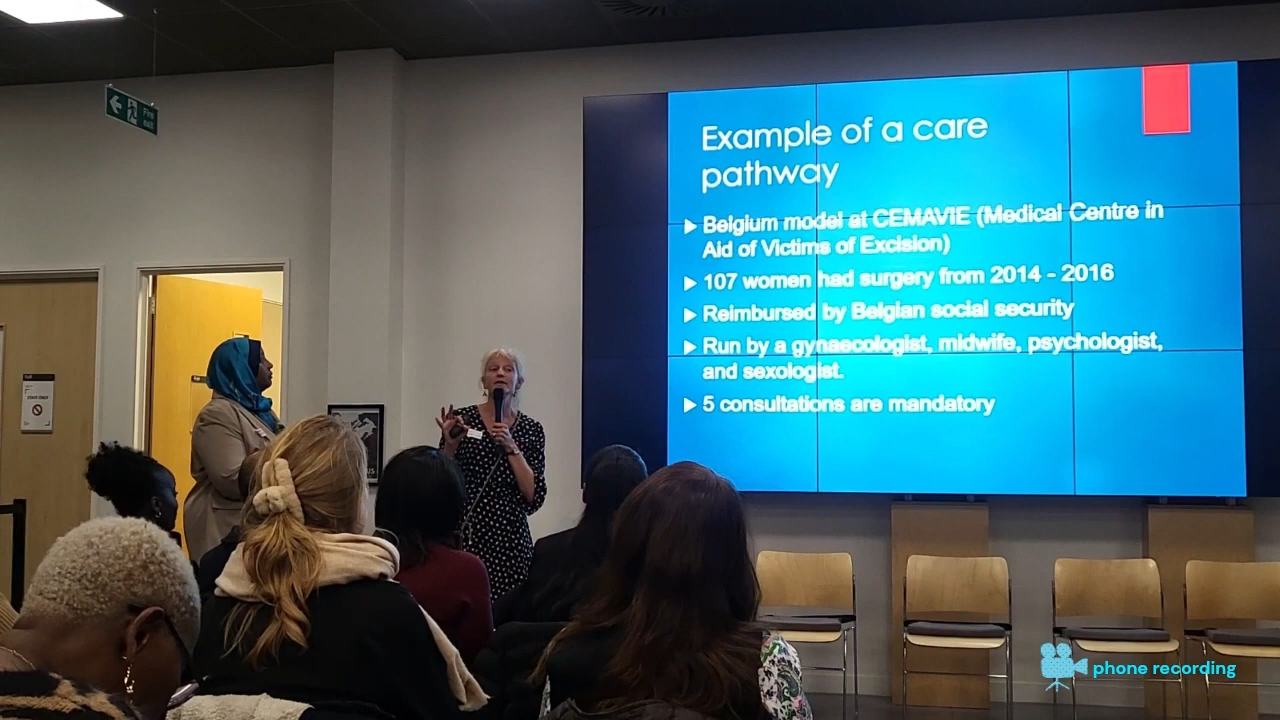 Fire
exit
Example of a care
pathway
Belgium model at CEMAVIE (Medical Centre in
Aid of Victims of Excision)
107 women had surgery from 2014 - 2016
Reimbursed by Belgian social security
Run by a gynaecologist, midwife, psychologist,
and sexologist.
5 consultations are mandatory
phone recording